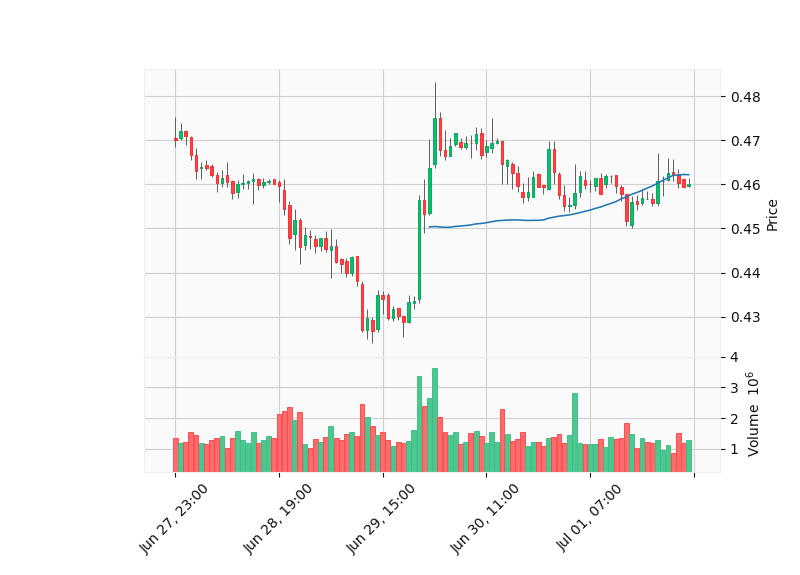 0.48
0.47
0.46
0.45
0.44
0.43
Price
4
3
2
1
Volume 10^6
Jun 27, 23:00
Jun 28, 19:00
Jun 29, 15:00
Jun 30, 11:00
Jul 01, 07:00